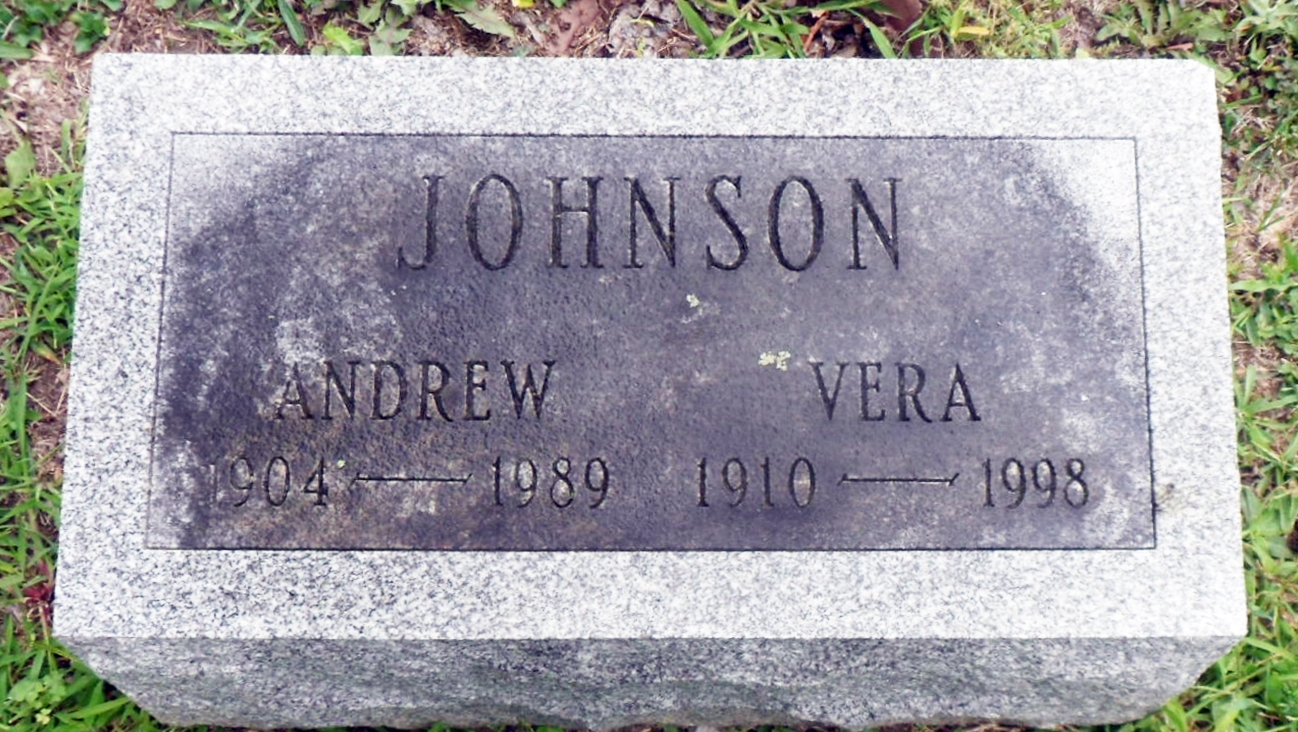 JOHNSON
ANDREW VERA
1904 — 1989 1910 — 1998